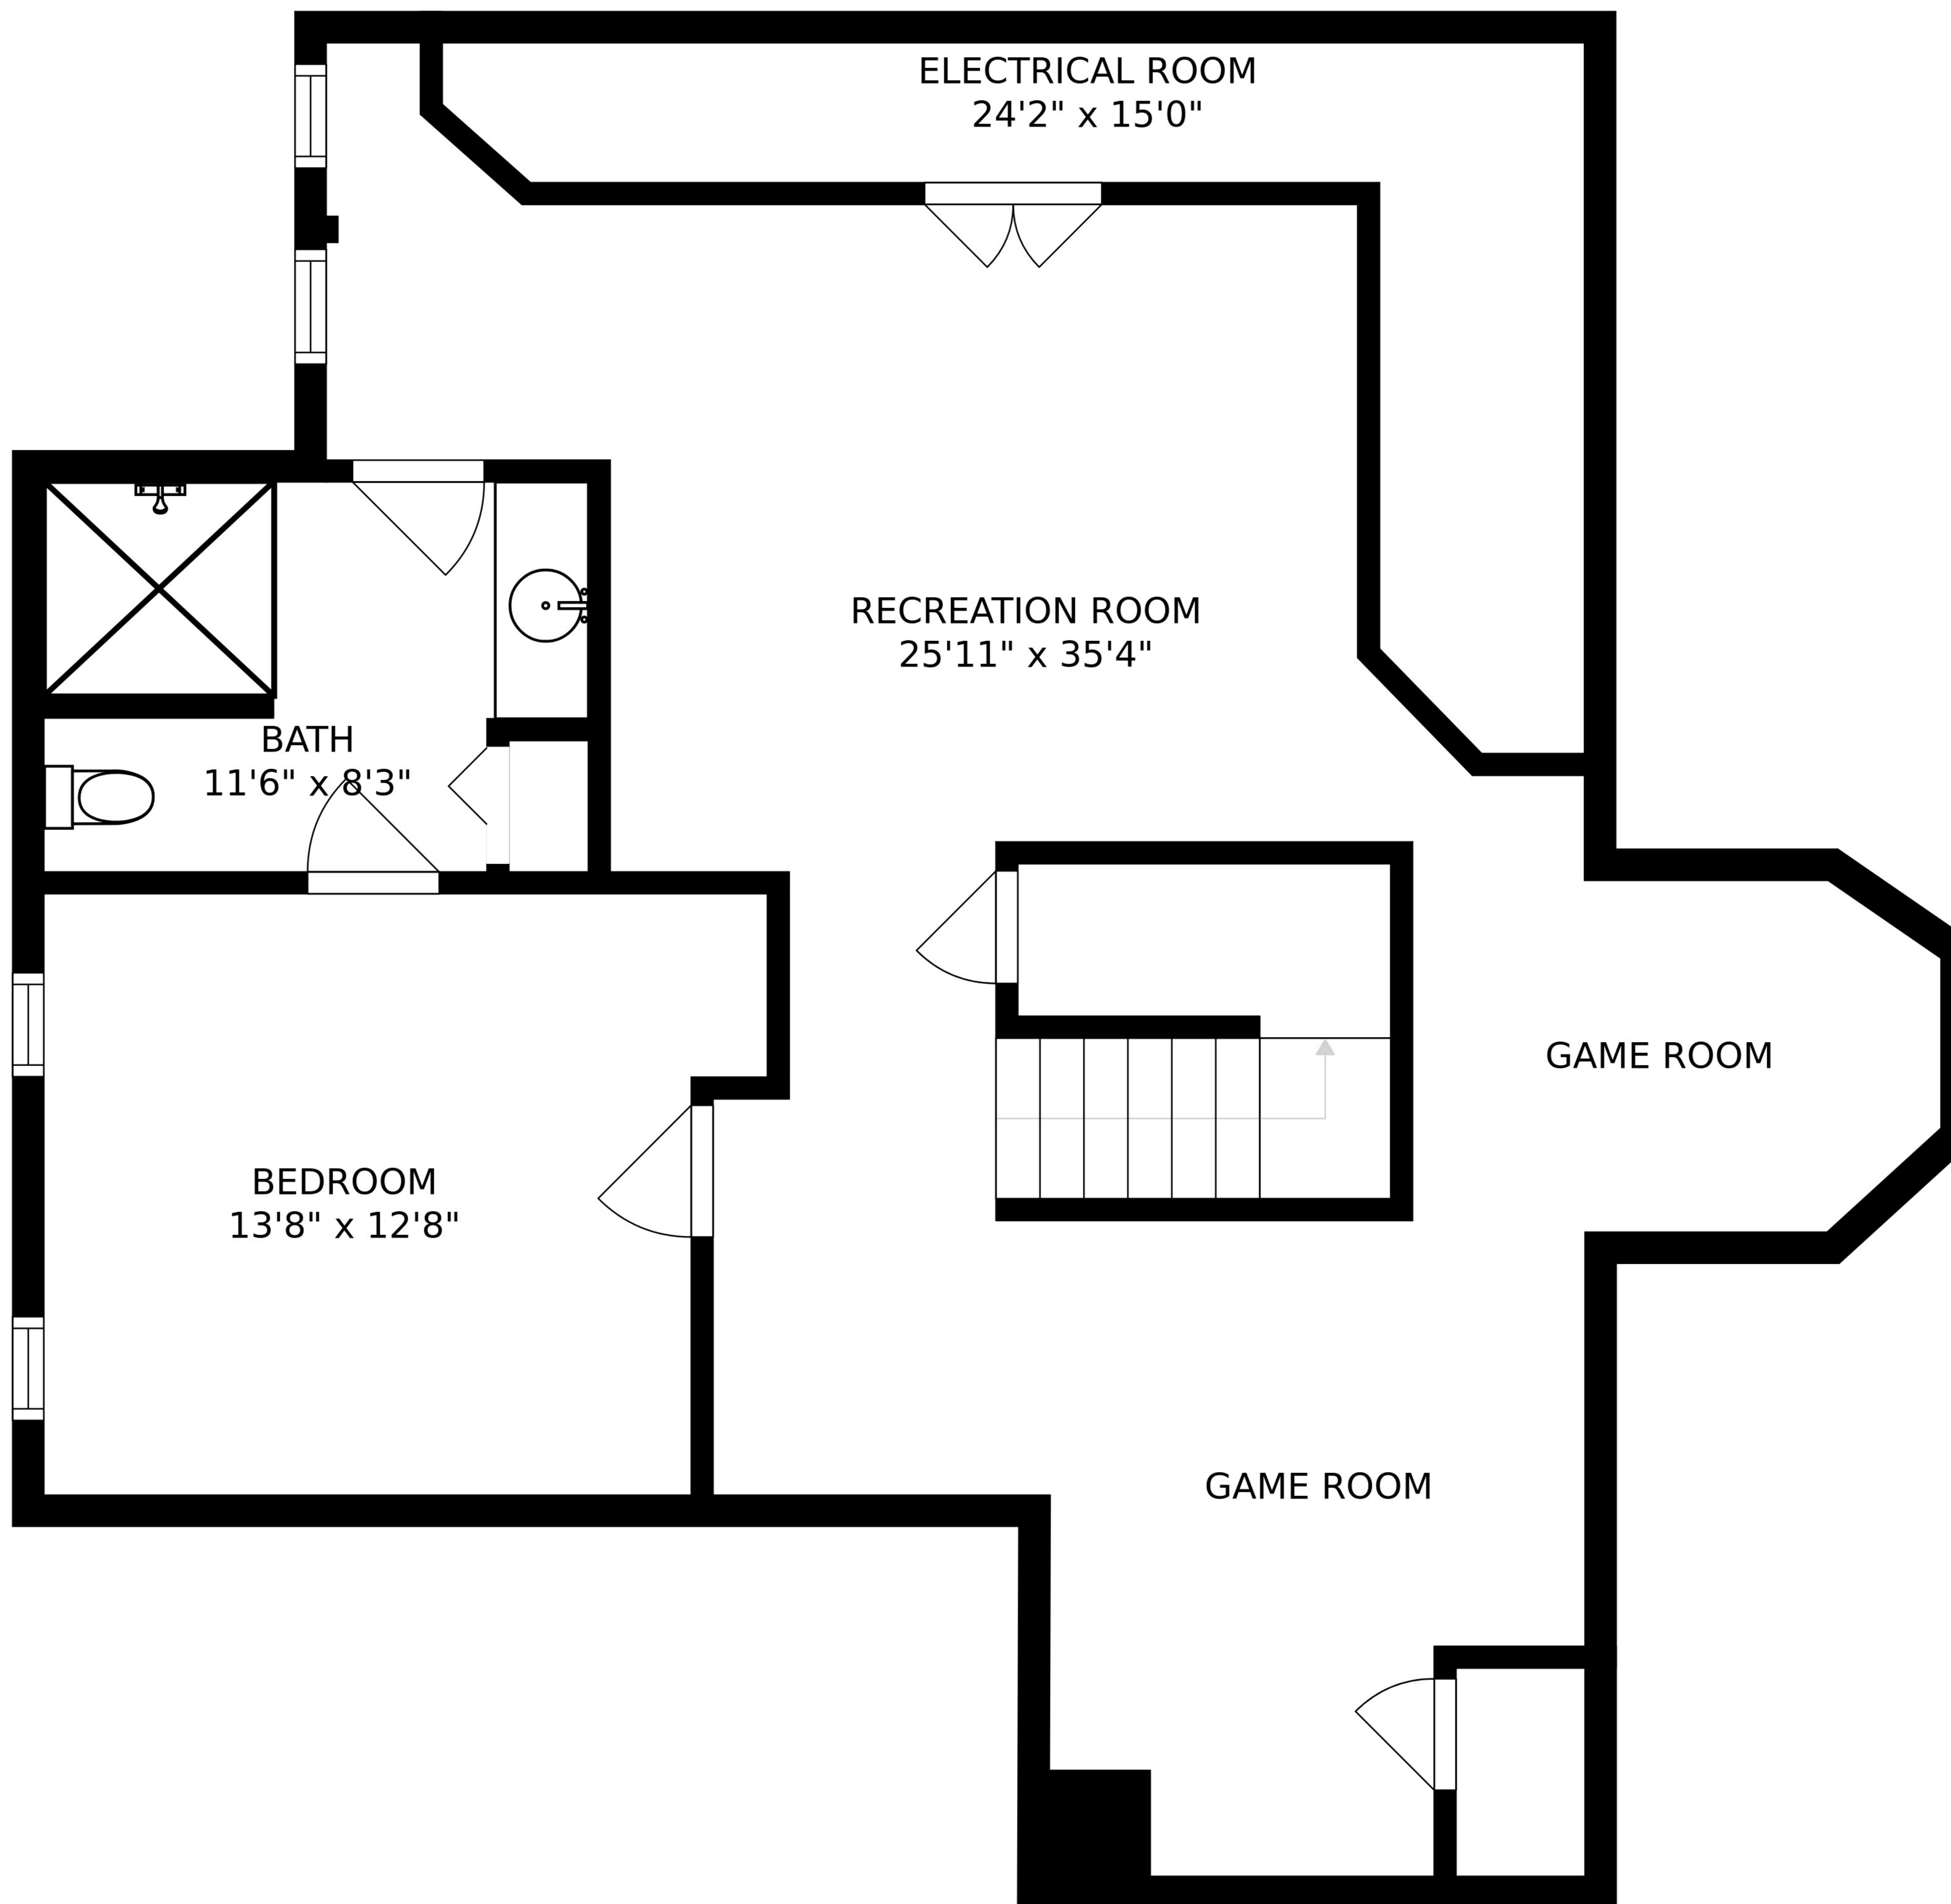 ELECTRICAL ROOM
24'2" x 15'0"
RECREATION ROOM
25'11" x 35'4"
BATH
11'6" x 8'3"
GAME ROOM
BEDROOM
13'8" x 12'8"
GAME ROOM